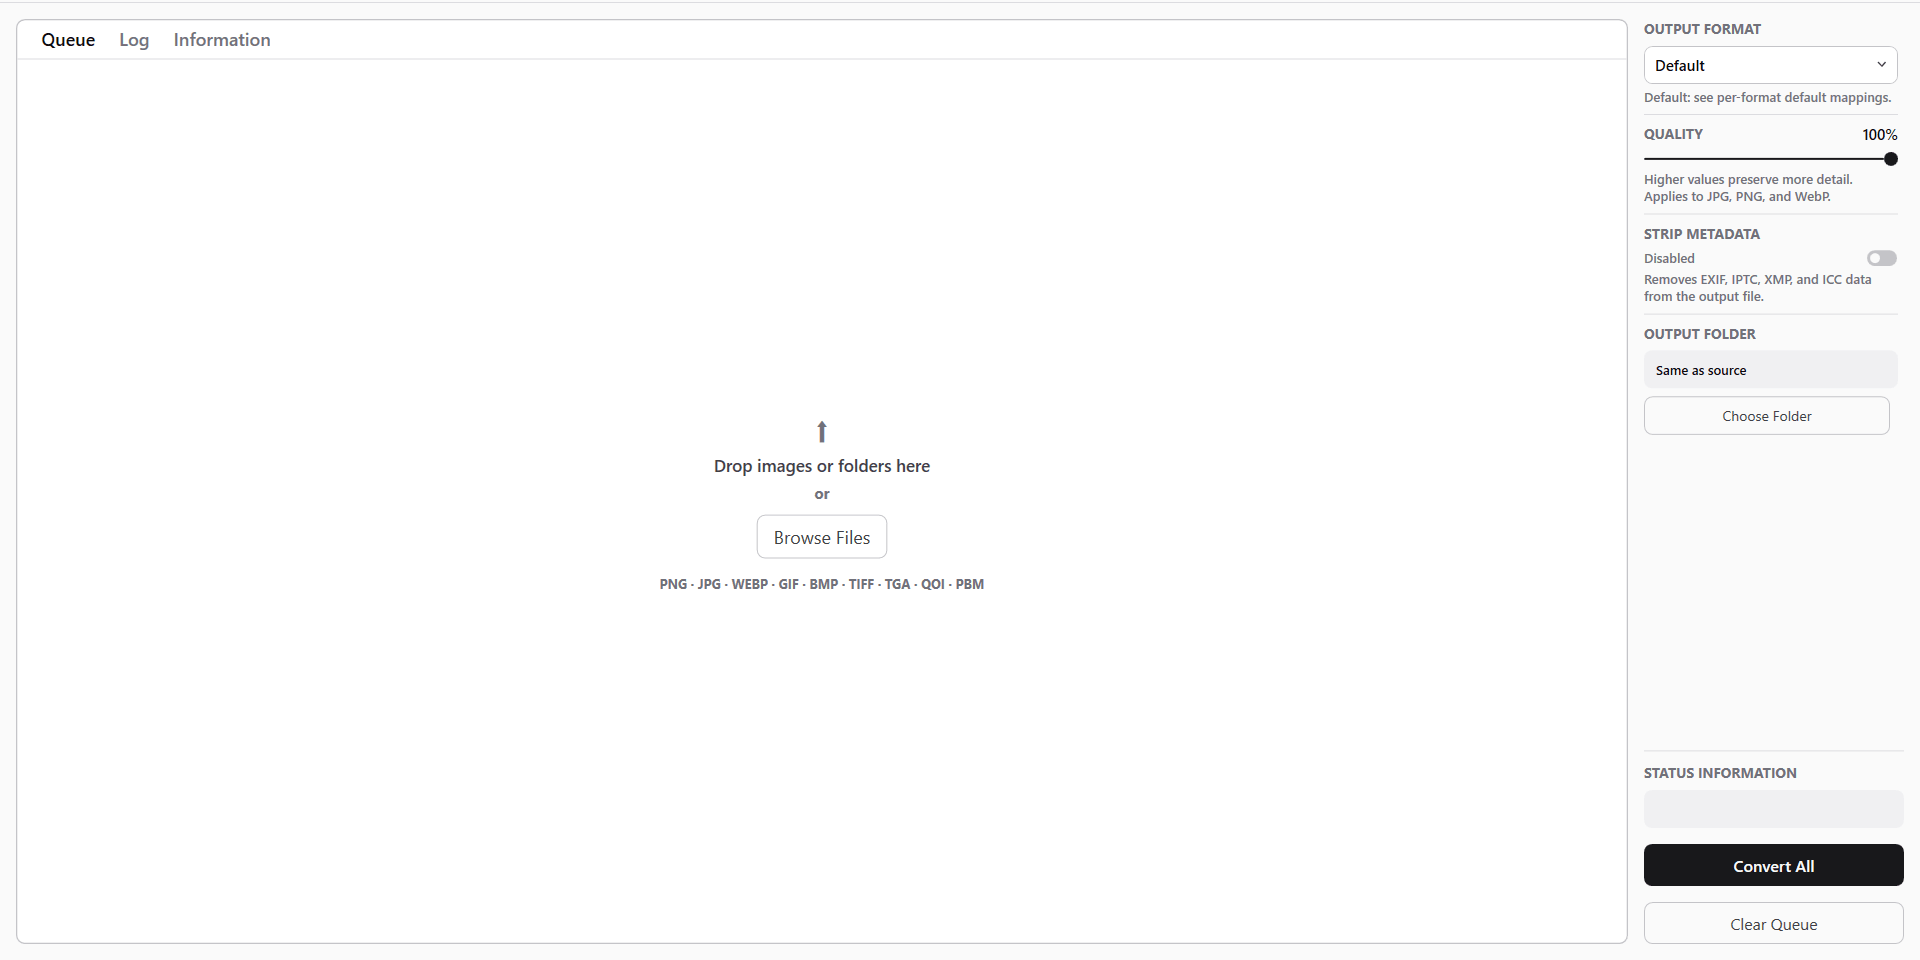 Queue Log Information
Drop images or folders here
or
Browse Files
PNG · JPG · WEBP · GIF · BMP · TIFF · TGA · QOI · PBM
OUTPUT FORMAT
Default
Default: see per-format default mappings.
QUALITY 100%
Higher values preserve more detail.
Applies to JPG, PNG, and WebP.
STRIP METADATA
Disabled
Removes EXIF, IPTC, XMP, and ICC data
from the output file.
OUTPUT FOLDER
Same as source
Choose Folder
STATUS INFORMATION
Convert All
Clear Queue